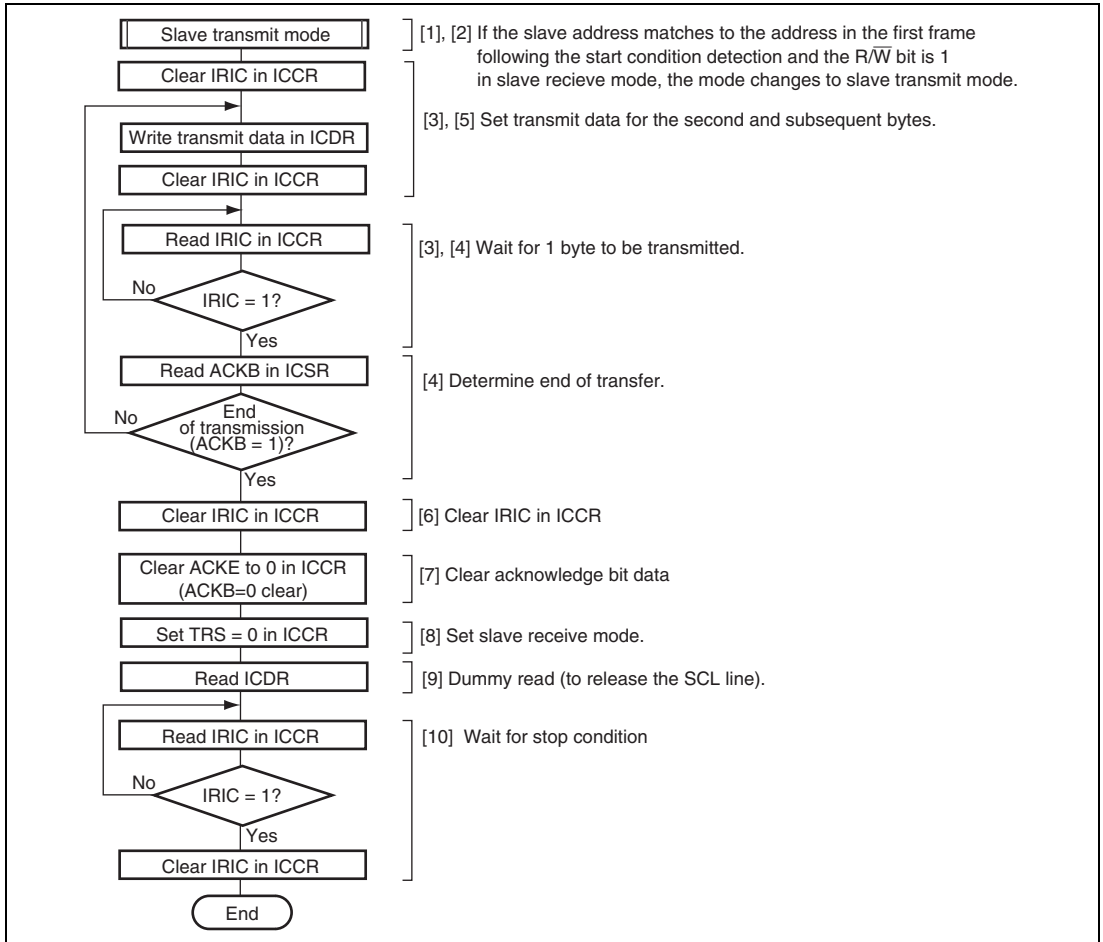 Slave transmit mode
[1], [2] If the slave address matches to the address in the first frame
following the start condition detection and the R/W̅ bit is 1
in slave recieve mode, the mode changes to slave transmit mode.
Clear IRIC in ICCR
[3], [5] Set transmit data for the second and subsequent bytes.
Write transmit data in ICDR
Clear IRIC in ICCR
Read IRIC in ICCR
[3], [4] Wait for 1 byte to be transmitted.
No
IRIC = 1?
Yes
Read ACKB in ICSR
[4] Determine end of transfer.
No
End
of transmission
(ACKB = 1)?
Yes
Clear IRIC in ICCR
[6] Clear IRIC in ICCR
Clear ACKE to 0 in ICCR
(ACKB=0 clear)
[7] Clear acknowledge bit data
Set TRS = 0 in ICCR
[8] Set slave receive mode.
Read ICDR
[9] Dummy read (to release the SCL line).
Read IRIC in ICCR
[10] Wait for stop condition
No
IRIC = 1?
Yes
Clear IRIC in ICCR
End